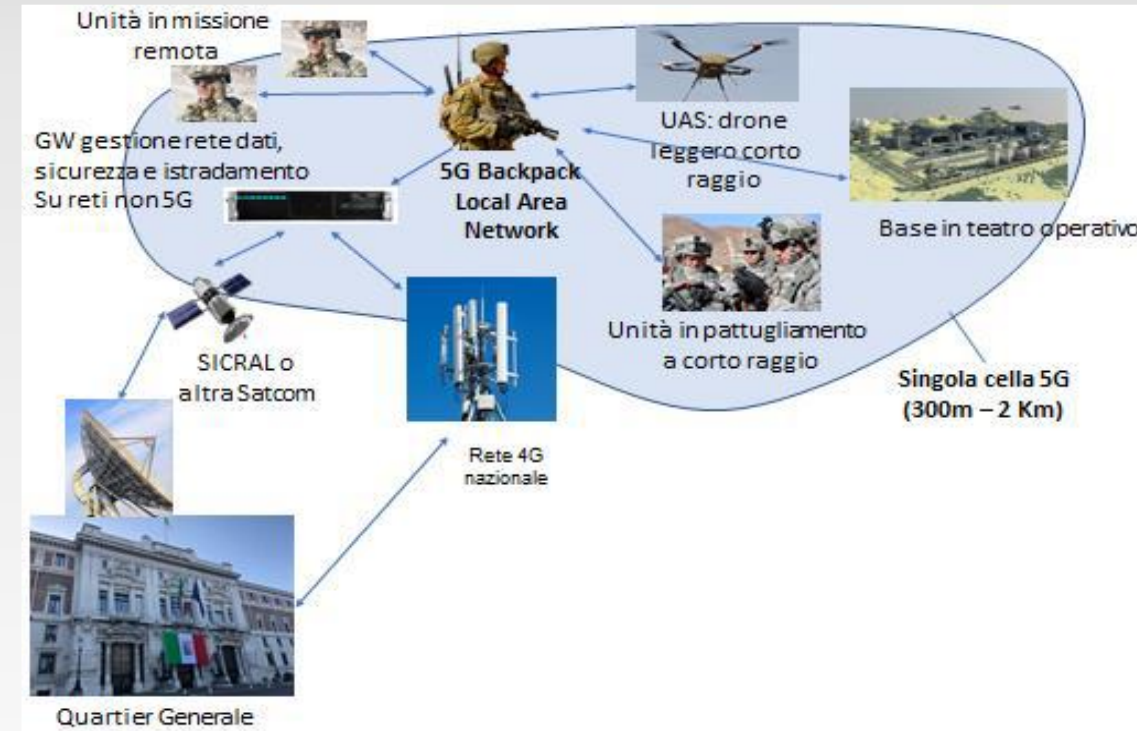 Unità in missione
remota
GW gestione rete dati,
sicurezza e istradamento
Su reti non 5G
5G Backpack
Local Area
Network
UAS: drone
leggero corto
raggio
Base in teatro operativo
Unità in pattugliamento
a corto raggio
SICRAL o
altra Satcom
Singola cella 5G
(300m – 2 Km)
Rete 4G
nazionale
Quartier Generale